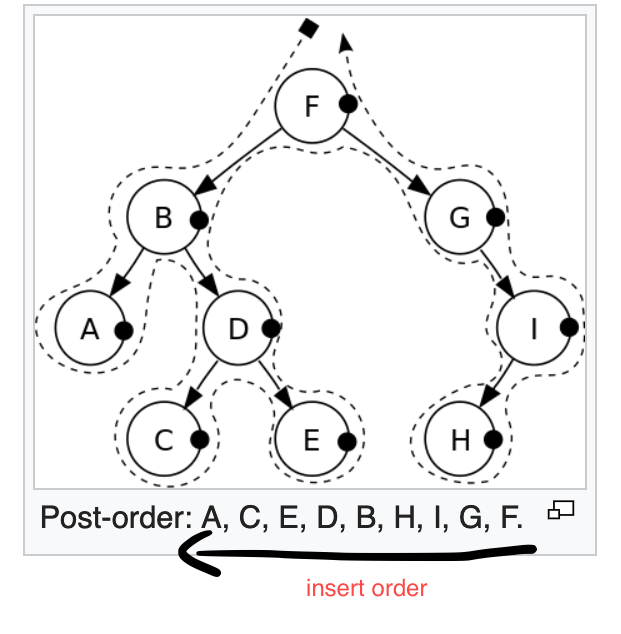 F
B
G
A
D
I
C
E
H
Post-order: A, C, E, D, B, H, I, G, F.
insert order